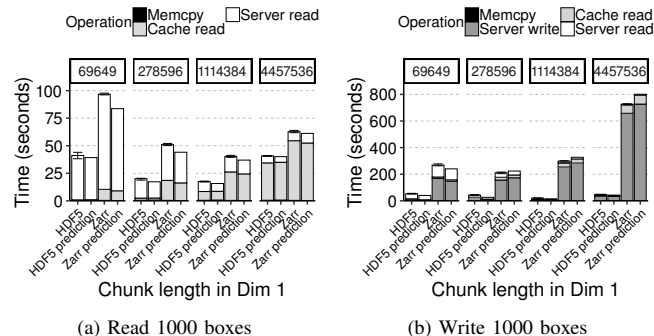 Operation
Memcpy
Server read
Cache read
69649
278596
1114384
4457536
Time (seconds)
100
75
50
25
0
HDF5
HDF5 prediction
Zarr
Zarr prediction
HDF5
HDF5 prediction
Zarr
Zarr prediction
HDF5
HDF5 prediction
Zarr
Zarr prediction
HDF5
HDF5 prediction
Zarr
Zarr prediction
Chunk length in Dim 1
(a) Read 1000 boxes
Operation
Memcpy
Cache read
Server write
Server read
69649
278596
1114384
4457536
Time (seconds)
800
600
400
200
0
HDF5
HDF5 prediction
Zarr
Zarr prediction
HDF5
HDF5 prediction
Zarr
Zarr prediction
HDF5
HDF5 prediction
Zarr
Zarr prediction
HDF5
HDF5 prediction
Zarr
Zarr prediction
Chunk length in Dim 1
(b) Write 1000 boxes